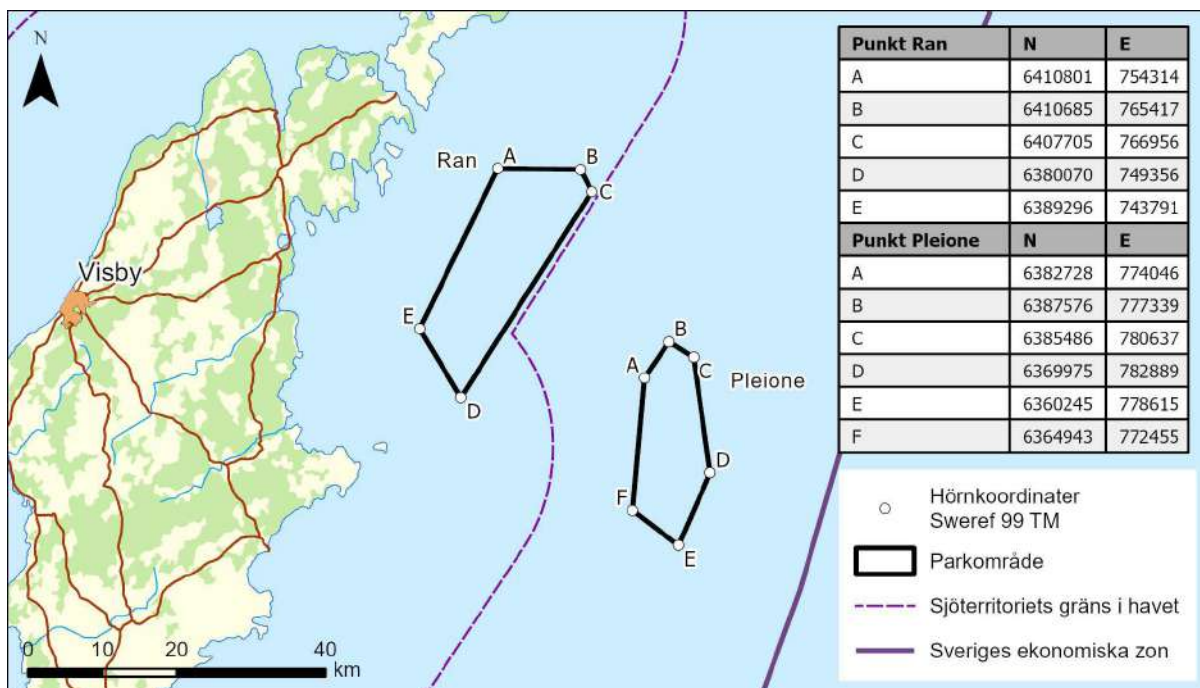 N
Visby
Ran
A
B
C
D
E
Pleione
A
B
C
D
E
F
0 10 20 40
km
Punkt Ran N E
A 6410801 754314
B 6410685 765417
C 6407705 766956
D 6380070 749356
E 6389296 743791
Punkt Pleione N E
A 6382728 774046
B 6387576 777339
C 6385486 780637
D 6369975 782889
E 6360245 778615
F 6364943 772455
Hörnkoordinater
Sweref 99 TM
Parkområde
Sjöterritoriets gräns i havet
Sveriges ekonomiska zon